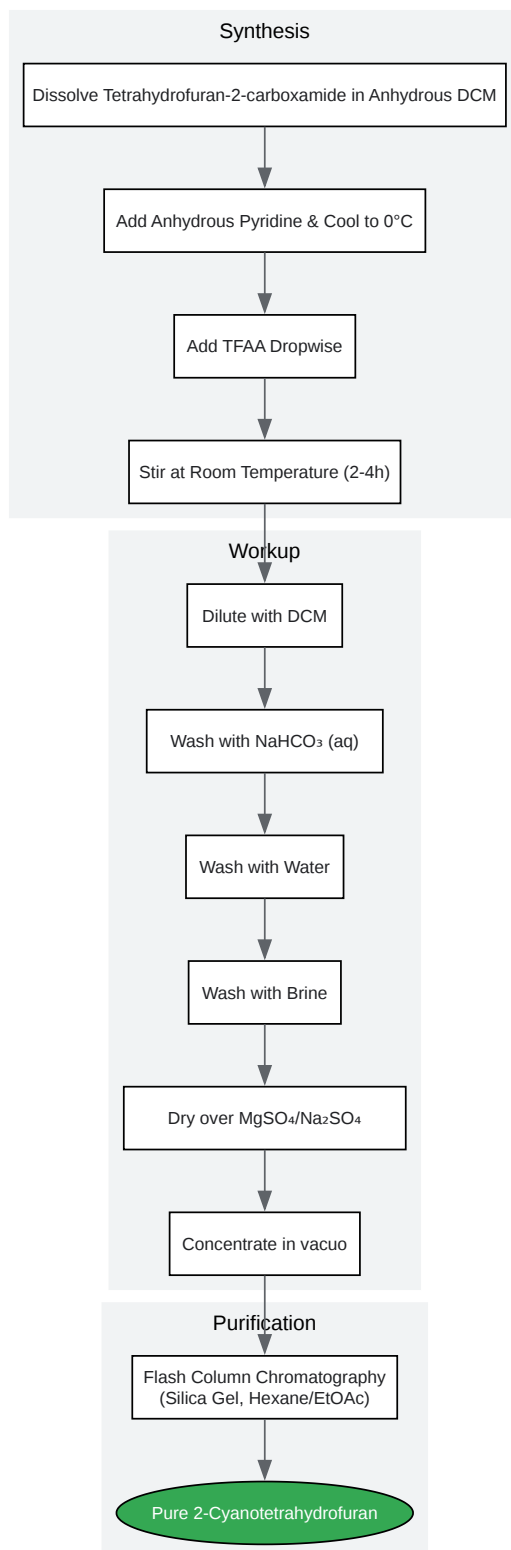 Synthesis
Dissolve Tetrahydrofuran-2-carboxamide in Anhydrous DCM
Add Anhydrous Pyridine & Cool to 0°C
Add TFAA Dropwise
Stir at Room Temperature (2-4h)
Workup
Dilute with DCM
Wash with NaHCO₃ (aq)
Wash with Water
Wash with Brine
Dry over MgSO₄/Na₂SO₄
Concentrate in vacuo
Purification
Flash Column Chromatography
(Silica Gel, Hexane/EtOAc)
Pure 2-Cyanotetrahydrofuran